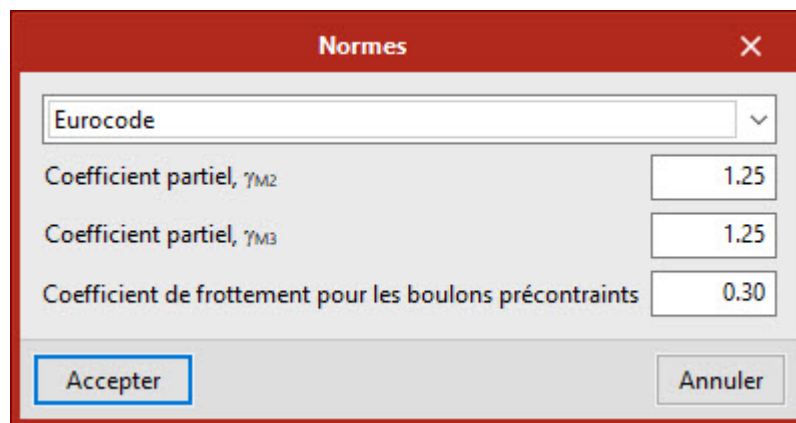 Normes
Eurocode
Coefficient partiel, γM2 1.25
Coefficient partiel, γM3 1.25
Coefficient de frottement pour les boulons précontraints 0.30
Accepter Annuler